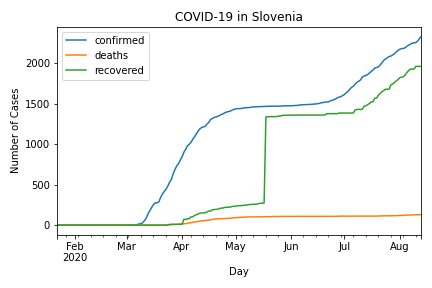 COVID-19 in Slovenia
confirmed
deaths
recovered
Number of Cases
2000
1500
1000
500
0
Feb Mar Apr May Jun Jul Aug
2020
Day